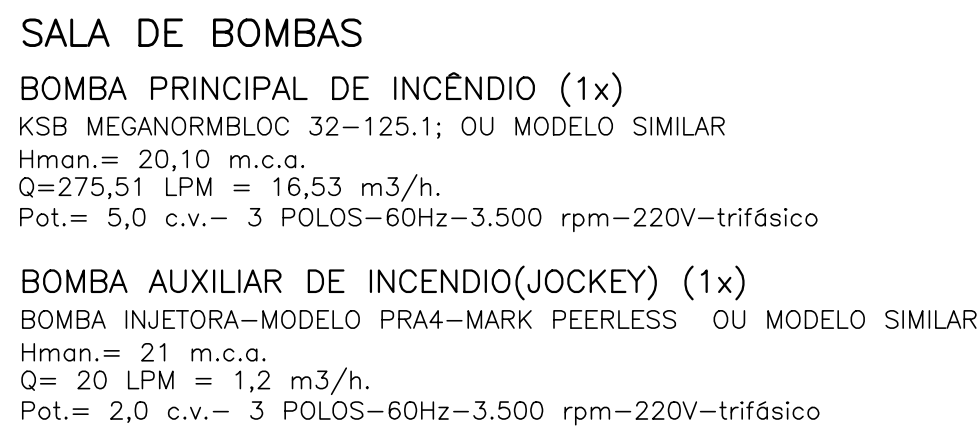 SALA DE BOMBAS
BOMBA PRINCIPAL DE INCÊNDIO (1x)
KSB MEGANORMBLOC 32-125.1; OU MODELO SIMILAR
Hman.= 20,10 m.c.a.
Q=275,51 LPM = 16,53 m3/h.
Pot.= 5,0 c.v.- 3 POLOS-60Hz-3.500 rpm-220V-trifásico
BOMBA AUXILIAR DE INCENDIO(JOCKEY) (1x)
BOMBA INJETORA-MODELO PRA4-MARK PEERLESS OU MODELO SIMILAR
Hman.= 21 m.c.a.
Q= 20 LPM = 1,2 m3/h.
Pot.= 2,0 c.v.- 3 POLOS-60Hz-3.500 rpm-220V-trifásico